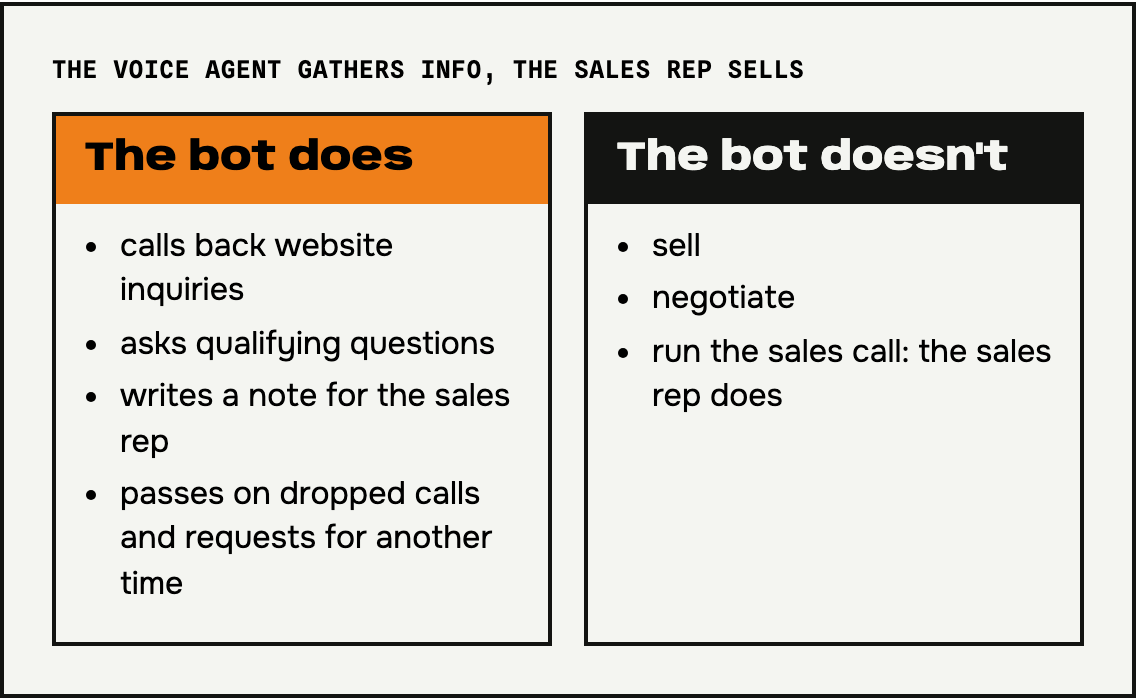 THE VOICE AGENT GATHERS INFO, THE SALES REP SELLS
The bot does
• calls back website
inquiries
• asks qualifying questions
• writes a note for the sales
rep
• passes on dropped calls
and requests for another
time
The bot doesn't
• sell
• negotiate
• run the sales call: the sales
rep does